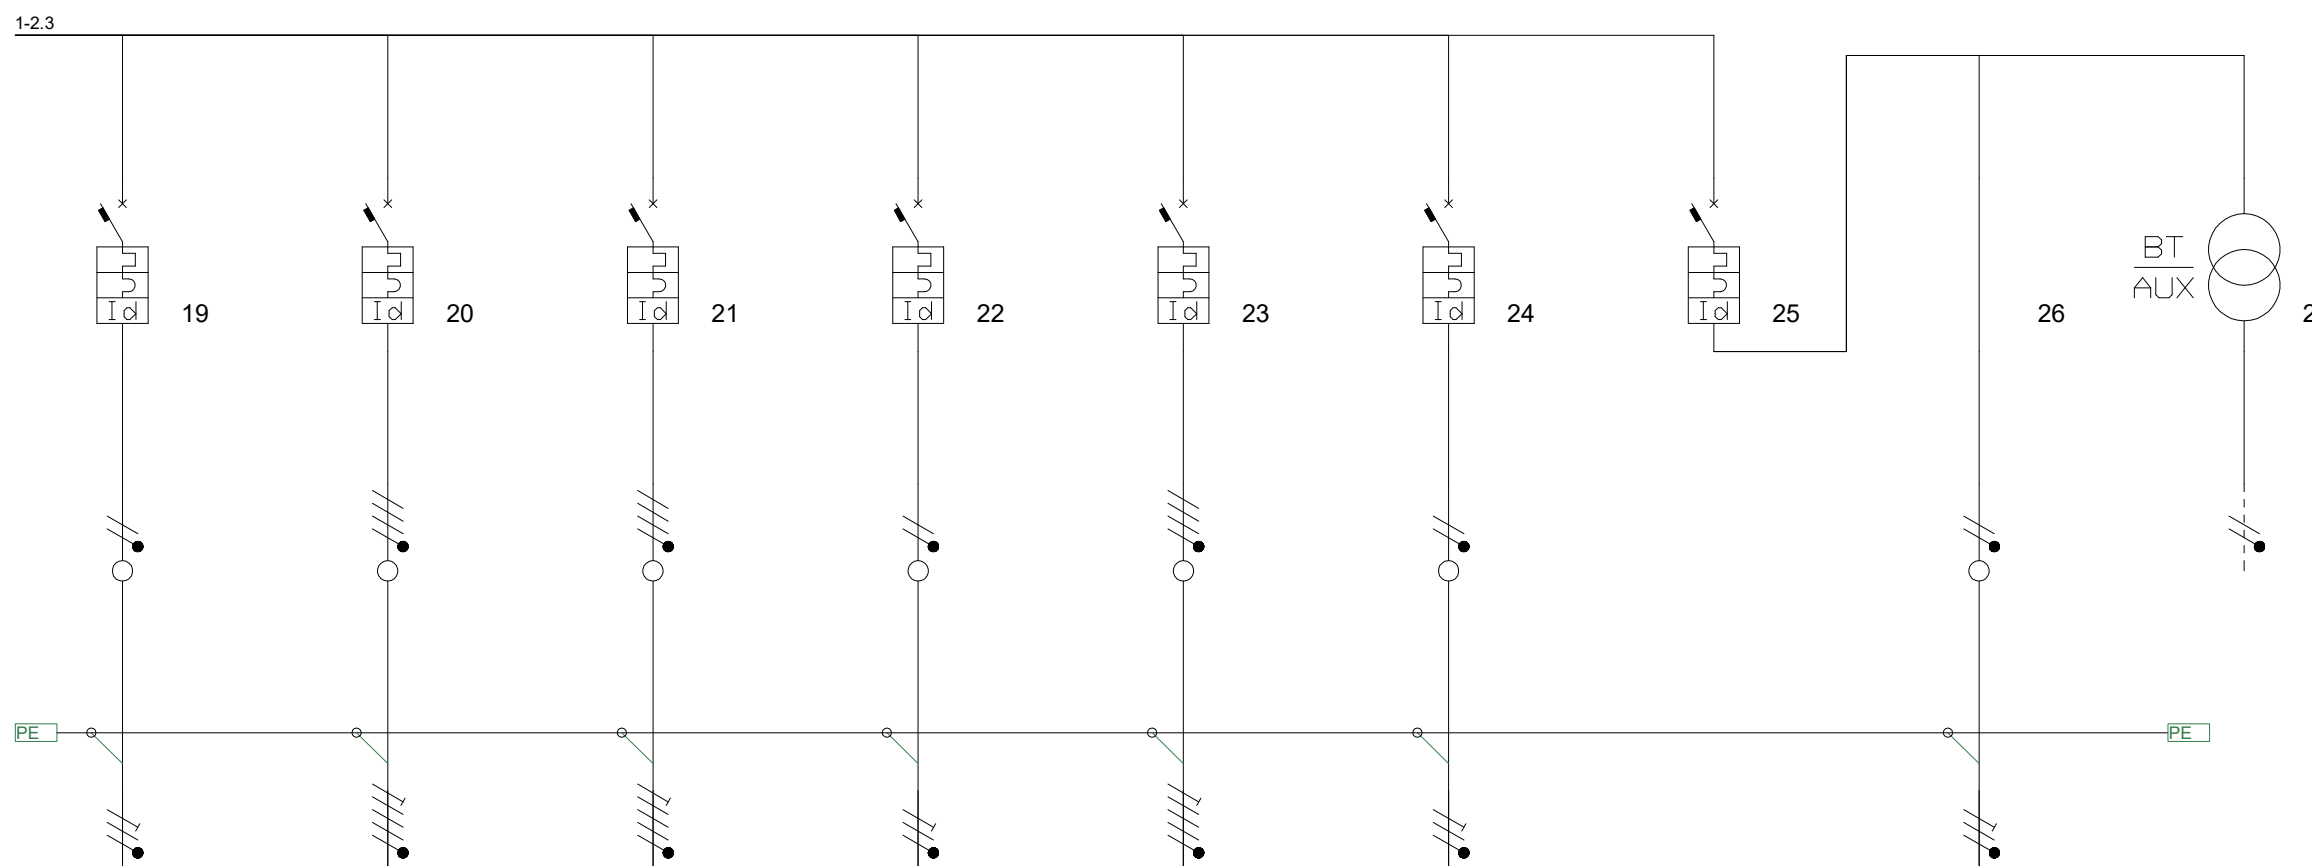 1-2.3
BT
AUX
Id 19
Id 20
Id 21
Id 22
Id 23
Id 24
Id 25
26
PE
PE